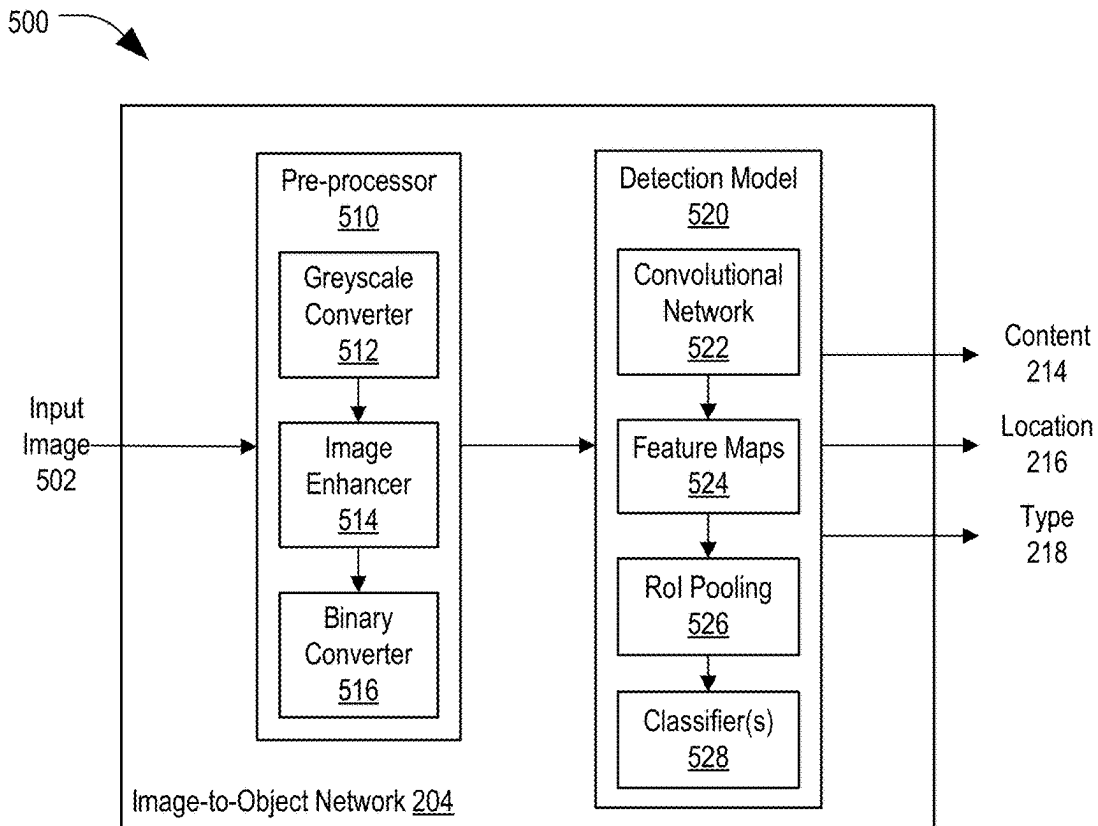 500
Pre-processor
510
Greyscale
Converter
512
Image
Enhancer
514
Binary
Converter
516
Detection Model
520
Convolutional
Network
522
Feature Maps
524
RoI Pooling
526
Classifier(s)
528
Input
Image
502
Content
214
Location
216
Type
218
Image-to-Object Network 204